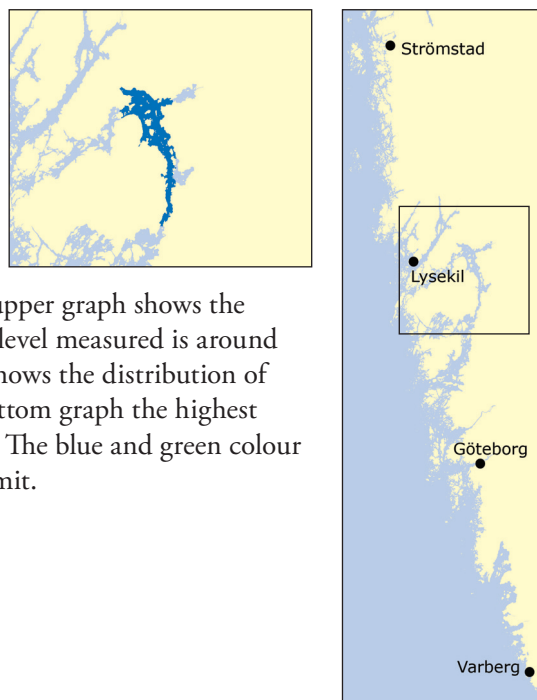 upper graph shows the
level measured is around
hows the distribution of
ttom graph the highest
. The blue and green colour
mit.
Strömstad
Lysekil
Göteborg
Varberg